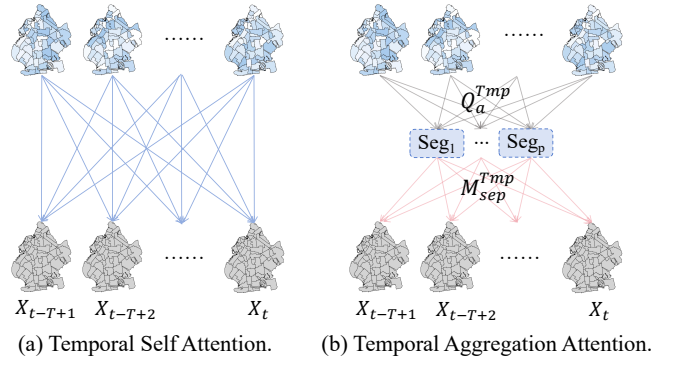 ......
......
Q_a^{Tmp}
Seg_1 ... Seg_p
M_{sep}^{Tmp}
......
......
X_{t-T+1} X_{t-T+2} X_t
X_{t-T+1} X_{t-T+2} X_t
(a) Temporal Self Attention.
(b) Temporal Aggregation Attention.